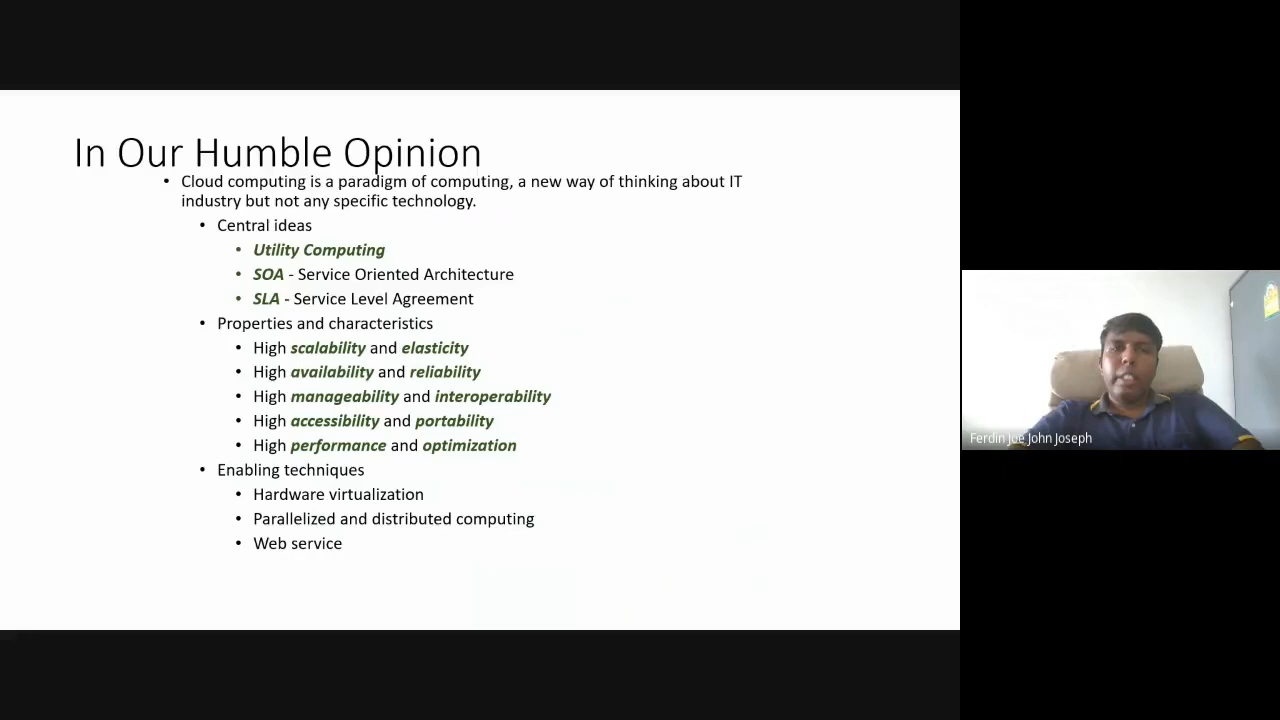 In Our Humble Opinion
• Cloud computing is a paradigm of computing, a new way of thinking about IT
industry but not any specific technology.
• Central ideas
• Utility Computing
• SOA - Service Oriented Architecture
• SLA - Service Level Agreement
• Properties and characteristics
• High scalability and elasticity
• High availability and reliability
• High manageability and interoperability
• High accessibility and portability
• High performance and optimization
• Enabling techniques
• Hardware virtualization
• Parallelized and distributed computing
• Web service
Ferdin Joe John Joseph